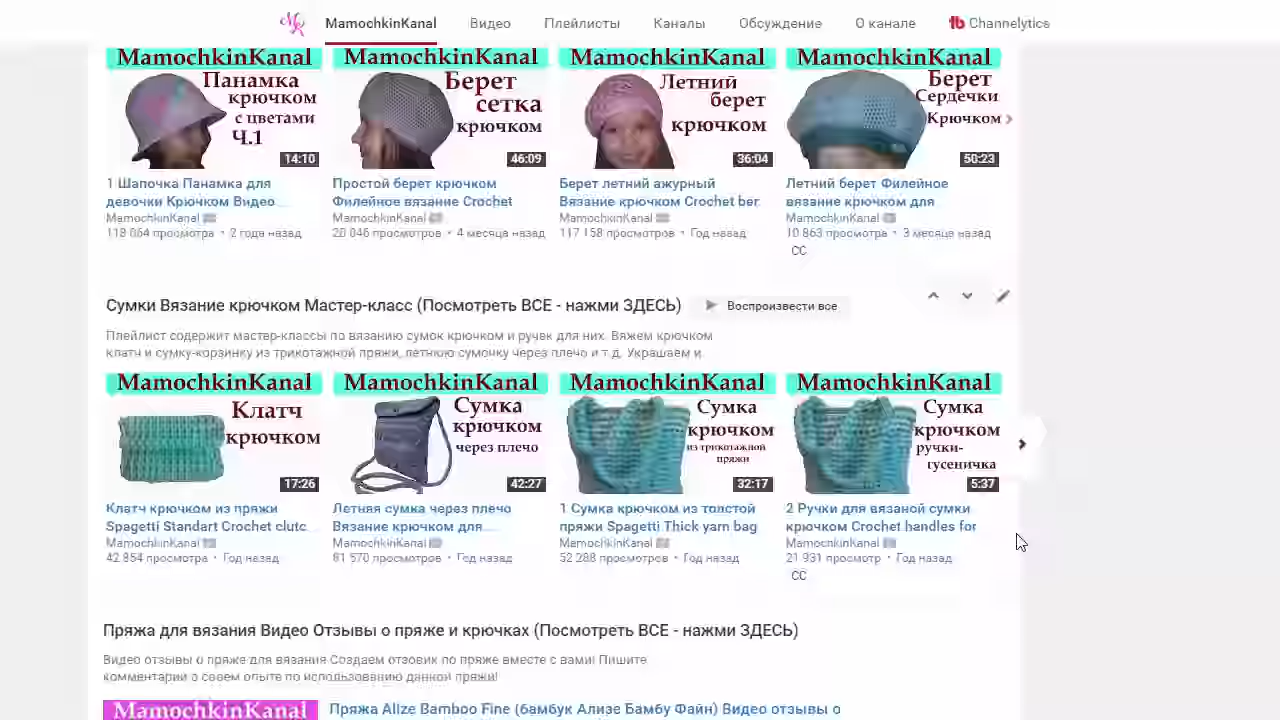 MamochkinKanal Видео Плейлисты Каналы Обсуждение О канале Channelytics
MamochkinKanal MamochkinKanal MamochkinKanal MamochkinKanal
Панамка
крючком
с цветами
Ч.1
14:10
Берет
сетка
крючком
46:09
Летний
берет
крючком
36:04
Берет
Сердечки
Крючком
50:23
1 Шапочка Панамка для
девочки Крючком Видео ...
MamochkinKanal
118 064 просмотра • 2 года назад
Простой берет крючком
Филейное вязание Crochet
MamochkinKanal
20 046 просмотров • 4 месяца назад
Берет летний ажурный
Вязание крючком Crochet ber
MamochkinKanal
117 158 просмотров • Год назад
Летний берет Филейное
вязание крючком для
MamochkinKanal
10 863 просмотра • 3 месяца назад
CC
Сумки Вязание крючком Мастер-класс (Посмотреть ВСЕ - нажми ЗДЕСЬ) Воспроизвести все
Плейлист содержит мастер-классы по вязанию сумок крючком и ручек для них. Вяжем крючком
клатч и сумку-корзинку из трикотажной пряжи, летнюю сумочку через плечо и т.д. Украшаем и
MamochkinKanal MamochkinKanal MamochkinKanal MamochkinKanal
Клатч
крючком
17:26
Сумка
крючком
через плечо
42:27
Сумка
крючком
из трикотажной
пряжи
32:17
Сумка
крючком
ручки-
гусеничка
5:37
Клатч крючком из пряжи
Spagetti Standart Crochet clutc...
MamochkinKanal
42 854 просмотра • Год назад
Летная сумка через плечо
Вязание крючком для ...
MamochkinKanal
81 570 просмотров • Год назад
1 Сумка крючком из толстой
пряжи Spagetti Thick yarn bag
MamochkinKanal
52 288 просмотров • Год назад
2 Ручки для вязаной сумки
крючком Crochet handles for
MamochkinKanal
21 931 просмотр • Год назад
CC
Пряжа для вязания Видео Отзывы о пряже и крючках (Посмотреть ВСЕ - нажми ЗДЕСЬ)
Видео отзывы о пряже для вязания Создаем отзовик по пряже вместе с вами! Пишите
комментарии о своем опыте по использованию данной пряжи!
MamochkinKanal
Пряжа Alize Bamboo Fine (бамбук Ализе Бамбу Файн) Видео отзывы о